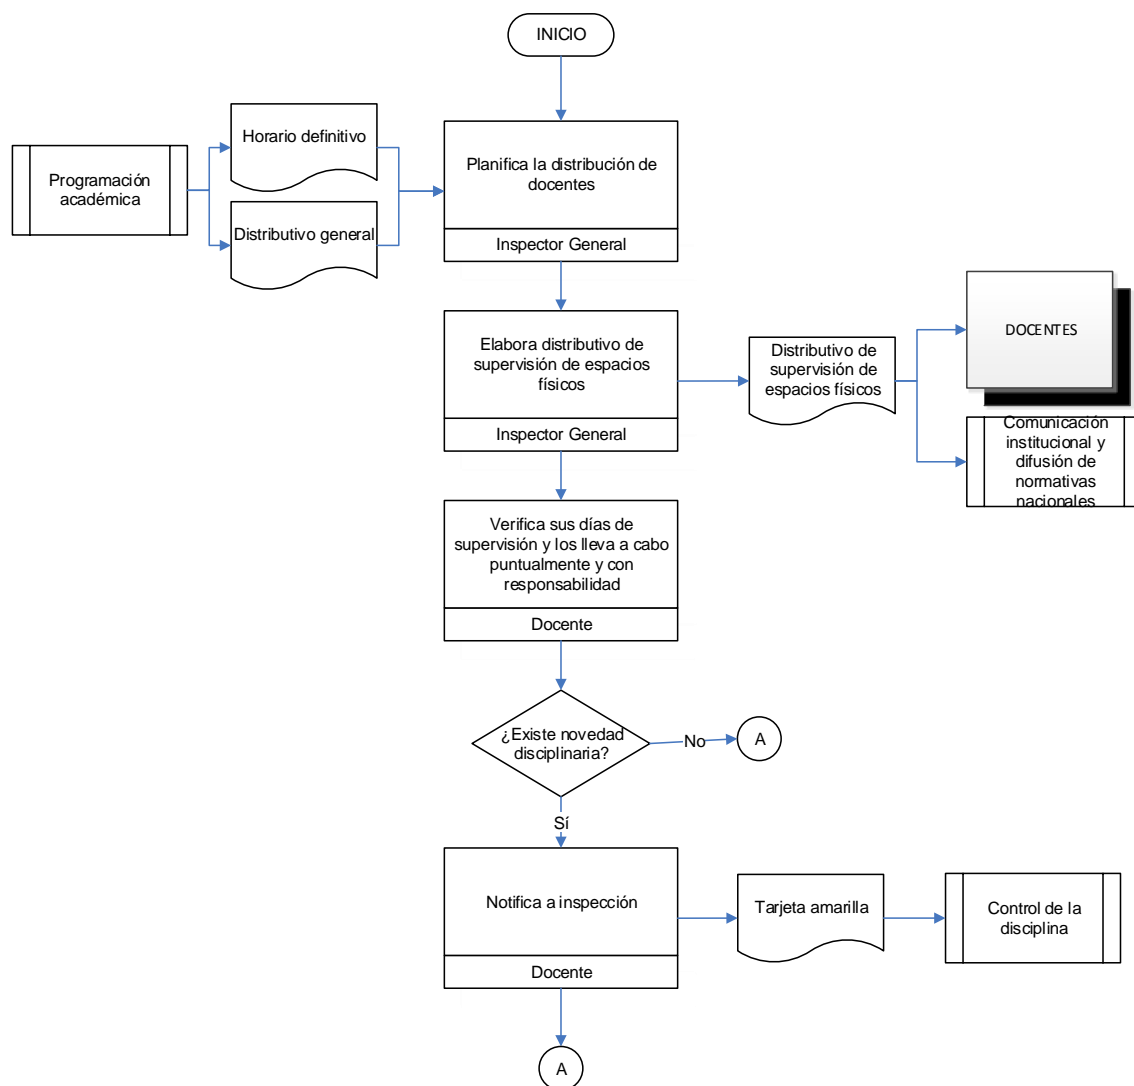 INICIO
Horario definitivo
Programación
académica
Distributivo general
Planifica la distribución de
docentes
Inspector General
Elabora distributivo de
supervisión de espacios
físicos
Inspector General
Distributivo de
supervisión de
espacios físicos
DOCENTES
Comunicación
institucional y
difusión de
normativas
nacionales
Verifica sus días de
supervisión y los lleva a cabo
puntualmente y con
responsabilidad
Docente
¿Existe novedad
disciplinaria?
No
A
Sí
Notifica a inspección
Docente
Tarjeta amarilla
Control de la
disciplina
A